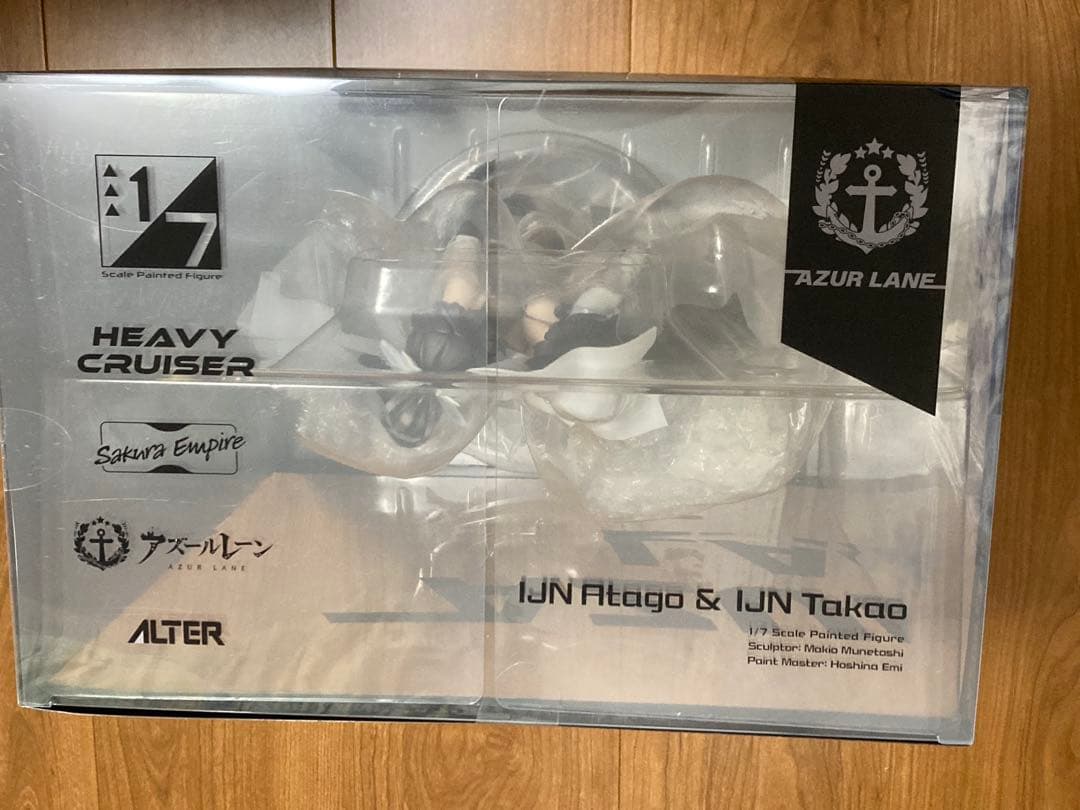 1/7
Scale Painted Figure
HEAVY
CRUISER
Sakura Empire
アズールレーン
AZUR LANE
ALTER
AZUR LANE
IJN Atago & IJN Takao
1/7 Scale Painted Figure
Sculptor: Makio Munetoshi
Paint Master: Hoshina Emi